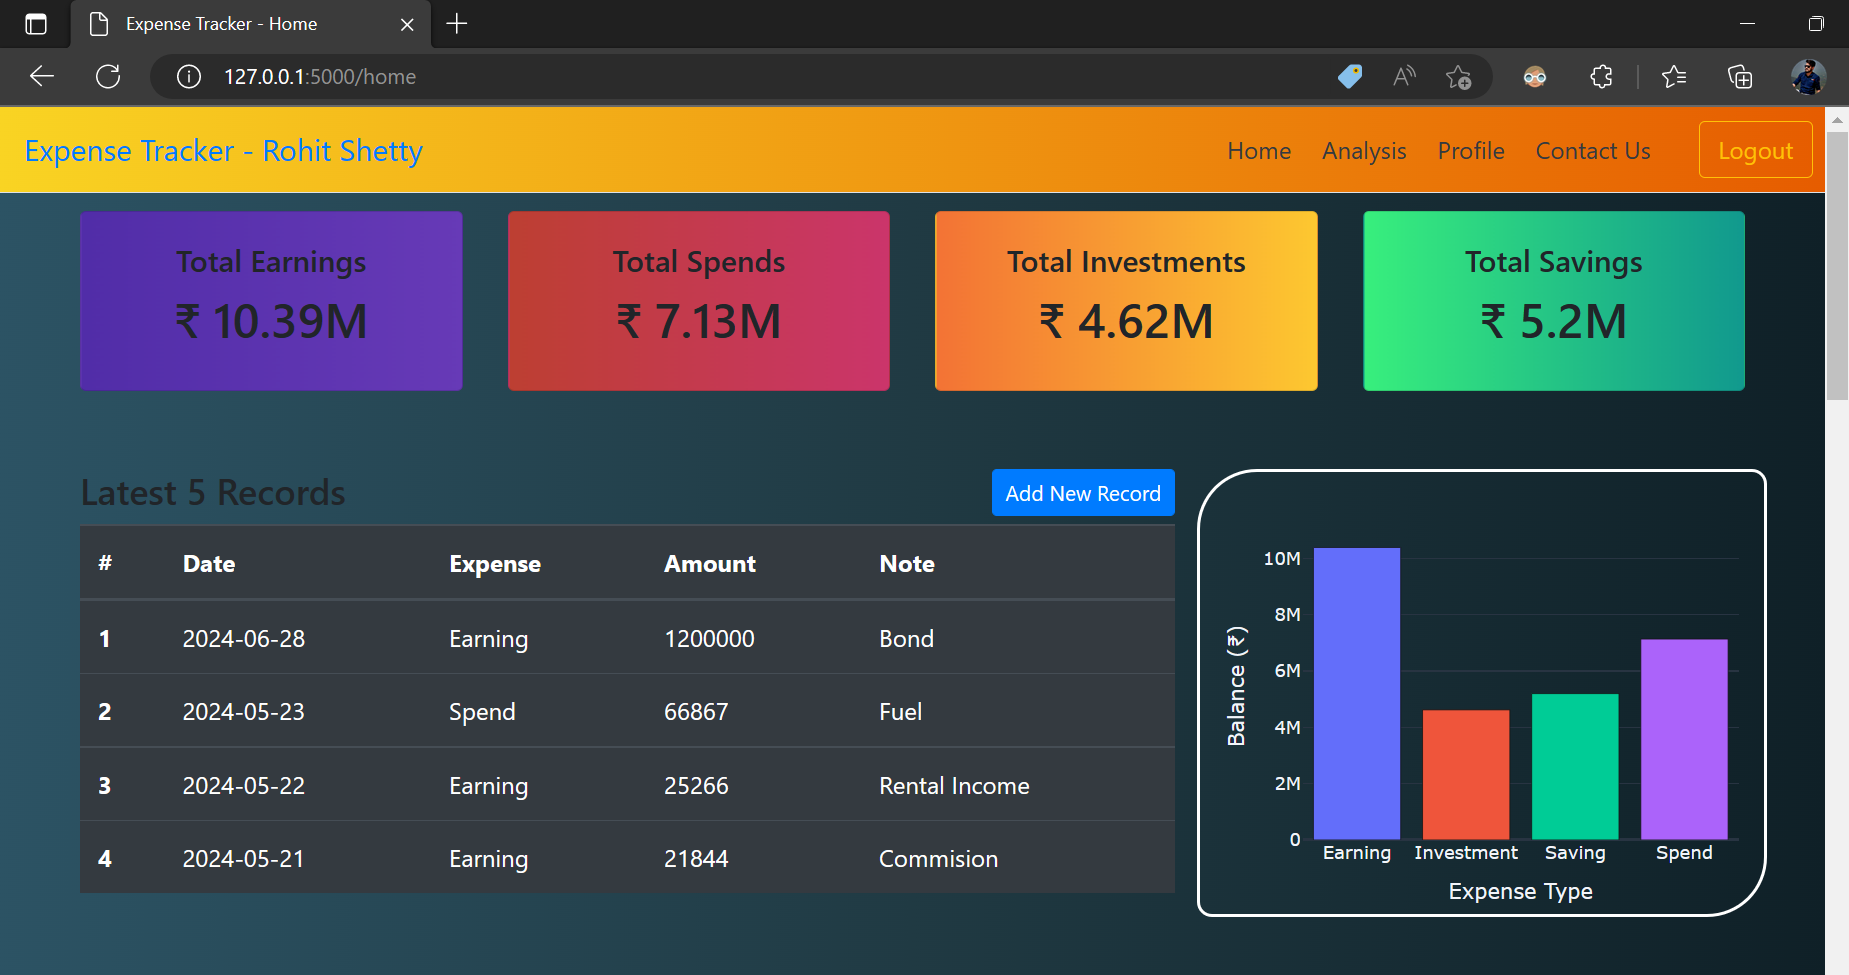 Expense Tracker - Home
127.0.0.1:5000/home
Expense Tracker - Rohit Shetty
Home Analysis Profile Contact Us Logout
Total Earnings
₹ 10.39M
Total Spends
₹ 7.13M
Total Investments
₹ 4.62M
Total Savings
₹ 5.2M
Latest 5 Records
Add New Record
# Date Expense Amount Note
1 2024-06-28 Earning 1200000 Bond
2 2024-05-23 Spend 66867 Fuel
3 2024-05-22 Earning 25266 Rental Income
4 2024-05-21 Earning 21844 Commision
Balance (₹)
10M
8M
6M
4M
2M
0
Earning Investment Saving Spend
Expense Type